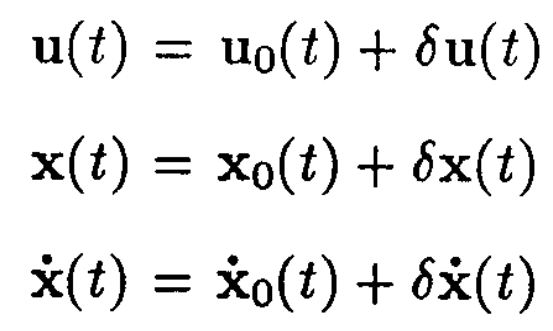 u(t) = u₀(t) + δu(t)
x(t) = x₀(t) + δx(t)
ẋ(t) = ẋ₀(t) + δẋ(t)